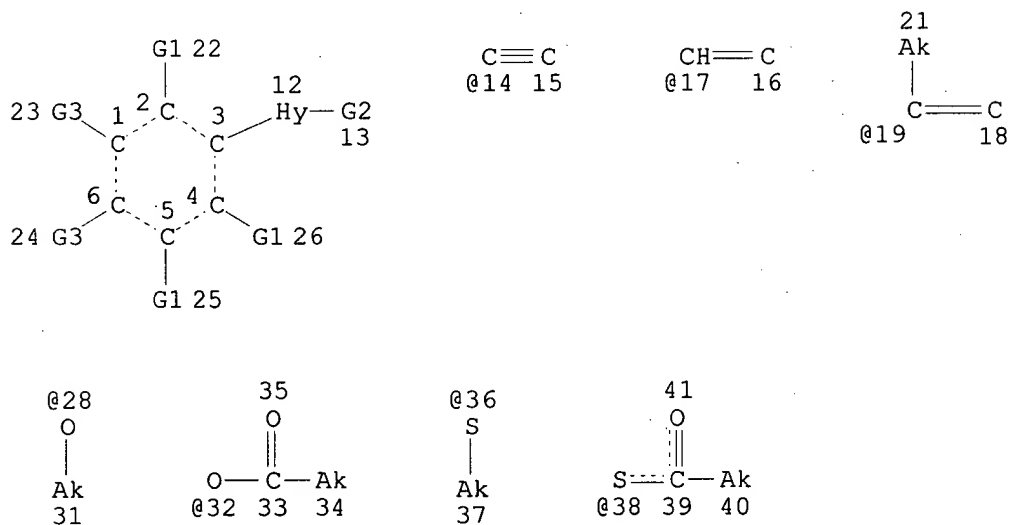 21
G1 22 C≡C CH=C Ak
12 @14 15 @17 16
23 G3 1 2 C 3 Hy—G2 C=C
C C 13 @19 18
6 C 5 4 C
24 G3 C G1 26
G1 25
@28 35 @36 41
O O S O
Ak O—C—Ak Ak S=C—Ak
31 @32 33 34 37 @38 39 40